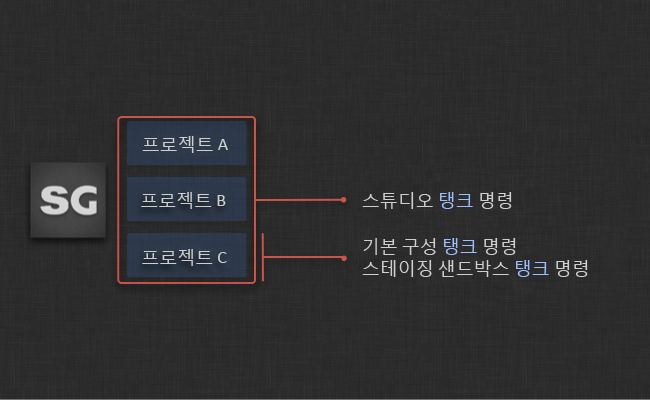 프로젝트 A
SG
프로젝트 B
스튜디오 탱크 명령
프로젝트 C
기본 구성 탱크 명령
스테이징 샌드박스 탱크 명령